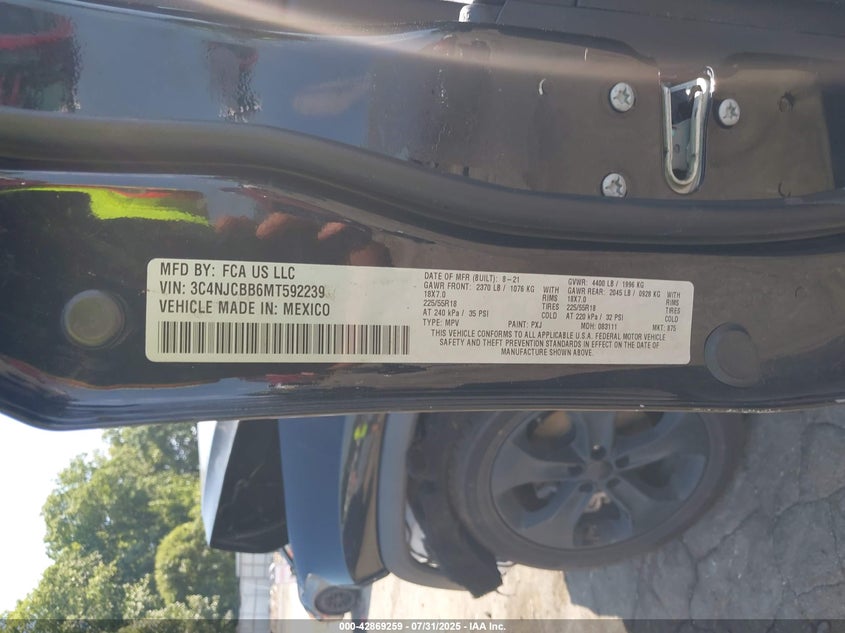 MFD BY: FCA US LLC
VIN: 3C4NJCBB6MT592239
VEHICLE MADE IN: MEXICO
DATE OF MFR (BUILT): 8-21 GVWR: 4400 LB / 1996 KG
GAWR FRONT: 2370 LB / 1076 KG WITH GAWR REAR: 2045 LB / 0928 KG WITH
18X7.0 RIMS 18X7.0 RIMS
225/55R18 TIRES 225/55R18 TIRES
AT 240 kPa / 35 PSI COLD AT 220 kPa / 32 PSI COLD
TYPE: MPV PAINT: PXJ MDH: 083111 MKT: 875
THIS VEHICLE CONFORMS TO ALL APPLICABLE U.S.A. FEDERAL MOTOR VEHICLE
SAFETY AND THEFT PREVENTION STANDARDS IN EFFECT ON THE DATE OF
MANUFACTURE SHOWN ABOVE.
000-42869259 - 07/31/2025 - IAA Inc.